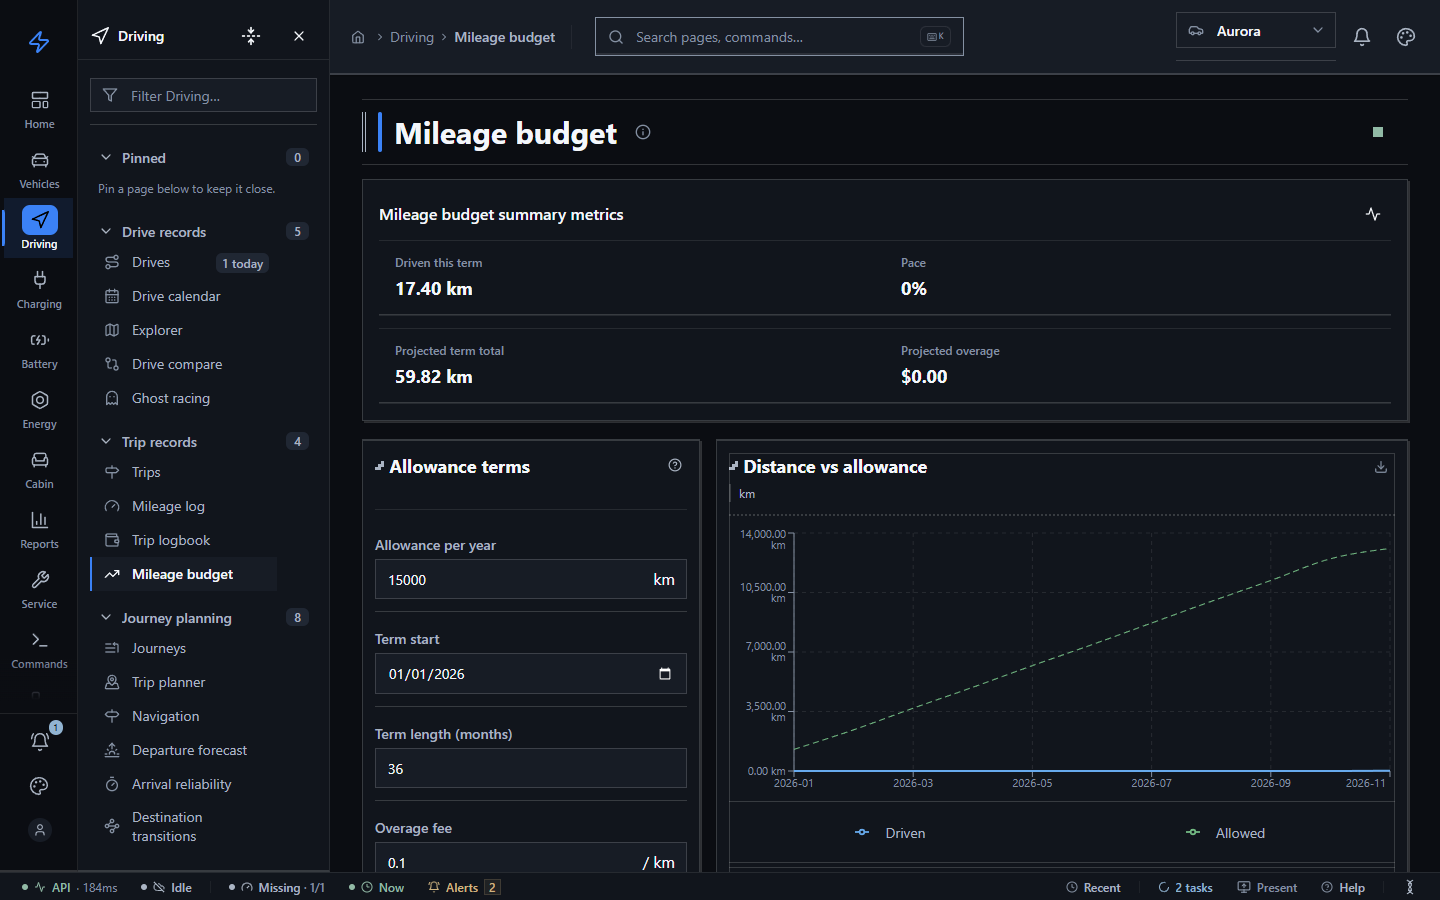 Home
Vehicles
Driving
Charging
Battery
Energy
Cabin
Reports
Service
Commands
1
Driving
Filter Driving...
Pinned 0
Pin a page below to keep it close.
Drive records 5
Drives 1 today
Drive calendar
Explorer
Drive compare
Ghost racing
Trip records 4
Trips
Mileage log
Trip logbook
Mileage budget
Journey planning 8
Journeys
Trip planner
Navigation
Departure forecast
Arrival reliability
Destination
transitions
Driving > Mileage budget
Search pages, commands... K
Aurora
Mileage budget
Mileage budget summary metrics
Driven this term
17.40 km
Pace
0%
Projected term total
59.82 km
Projected overage
$0.00
Allowance terms
Allowance per year
15000 km
Term start
01/01/2026
Term length (months)
36
Overage fee
0.1 / km
Distance vs allowance
km
14,000.00
km
10,500.00
km
7,000.00
km
3,500.00
km
0.00 km
2026-01 2026-03 2026-05 2026-07 2026-09 2026-11
Driven Allowed
API · 184ms Idle Missing · 1/1 Now Alerts 2 Recent 2 tasks Present Help